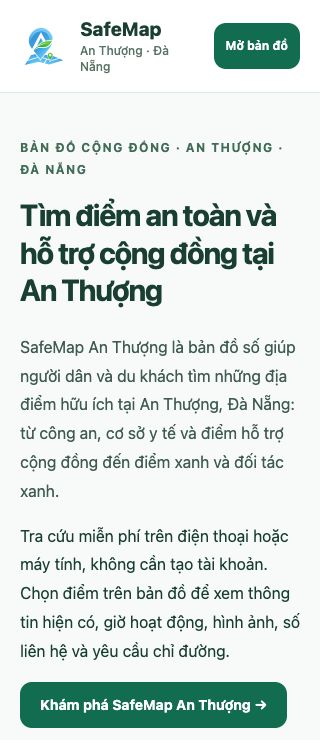 SafeMap
An Thượng · Đà
Nẵng
Mở bản đồ
BẢN ĐỒ CỘNG ĐỒNG · AN THƯỢNG ·
ĐÀ NẴNG
Tìm điểm an toàn và
hỗ trợ cộng đồng tại
An Thượng
SafeMap An Thượng là bản đồ số giúp
người dân và du khách tìm những địa
điểm hữu ích tại An Thượng, Đà Nẵng:
từ công an, cơ sở y tế và điểm hỗ trợ
cộng đồng đến điểm xanh và đối tác
xanh.
Tra cứu miễn phí trên điện thoại hoặc
máy tính, không cần tạo tài khoản.
Chọn điểm trên bản đồ để xem thông
tin hiện có, giờ hoạt động, hình ảnh, số
liên hệ và yêu cầu chỉ đường.
Khám phá SafeMap An Thượng →